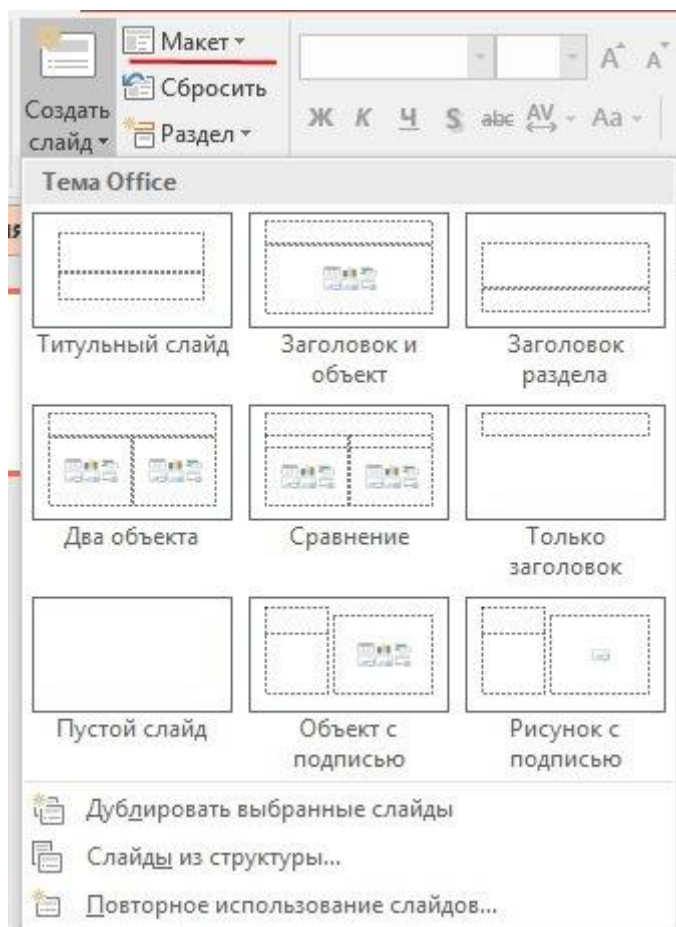 Макет
Сбросить
Создать
слайд
Раздел
Ж К Ч S abc AV Aa
A A
Тема Office
Титульный слайд
Заголовок и
объект
Заголовок
раздела
Два объекта
Сравнение
Только
заголовок
Пустой слайд
Объект с
подписью
Рисунок с
подписью
Дублировать выбранные слайды
Слайды из структуры...
Повторное использование слайдов...